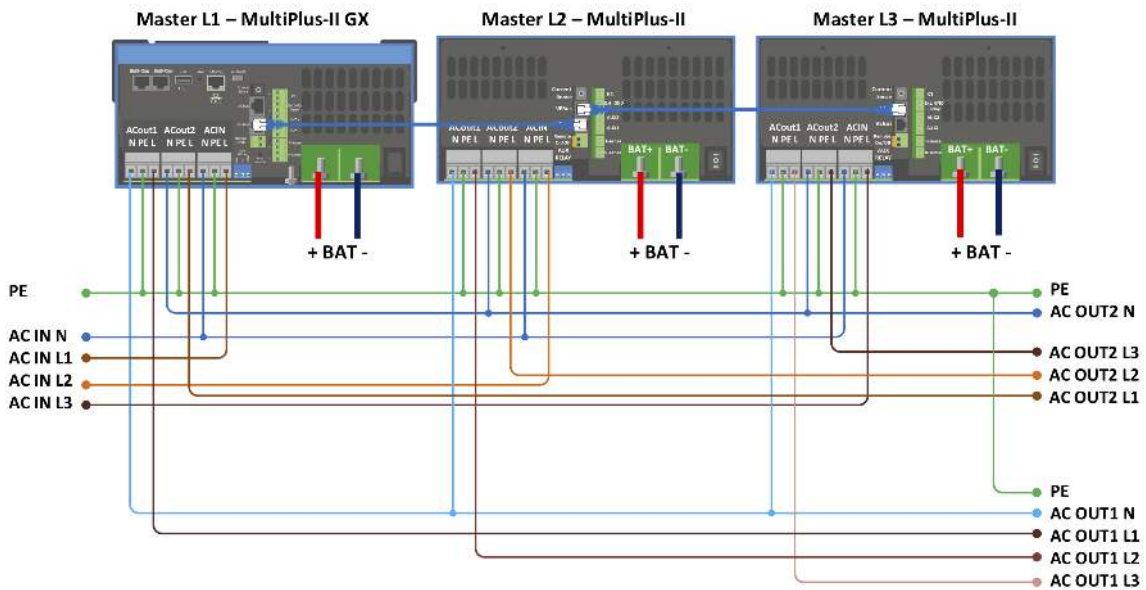 Master L1 – MultiPlus-II GX
Master L2 – MultiPlus-II
Master L3 – MultiPlus-II
ACout1 ACout2 ACIN
N PE L N PE L N PE L
ACout1 ACout2 ACIN
N PE L N PE L N PE L
BAT+ BAT-
ACout1 ACout2 ACIN
N PE L N PE L N PE L
BAT+ BAT-
+ BAT -
+ BAT -
+ BAT -
PE
AC IN N
AC IN L1
AC IN L2
AC IN L3
PE
AC OUT2 N
AC OUT2 L3
AC OUT2 L2
AC OUT2 L1
PE
AC OUT1 N
AC OUT1 L1
AC OUT1 L2
AC OUT1 L3